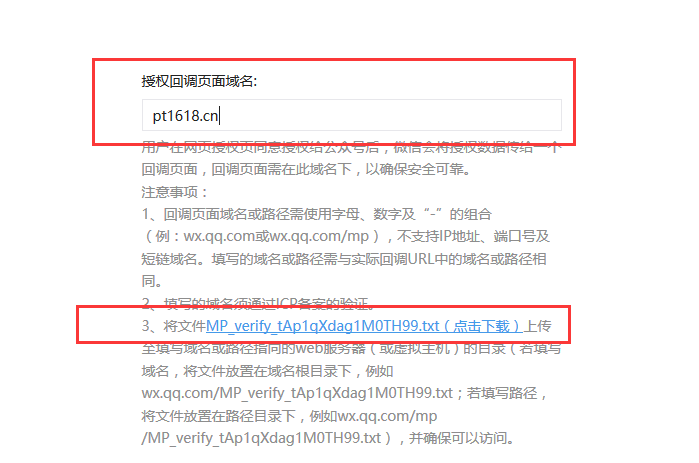 授权回调页面域名:
pt1618.cn
用户在网页授权页同意授权给公众号后，微信会将授权数据传给一个
回调页面，回调页面需在此域名下，以确保安全可靠。
注意事项：
1、回调页面域名或路径需使用字母、数字及“-”的组合
（例：wx.qq.com或wx.qq.com/mp），不支持IP地址、端口号及
短链域名。填写的域名或路径需与实际回调URL中的域名或路径相
同。
2、填写的域名须通过ICP备案的验证。
3、将文件MP_verify_tAp1qXdag1M0TH99.txt（点击下载）上传
至填写域名或路径指向的web服务器（或虚拟主机）的目录（若填写
域名，将文件放置在域名根目录下，例如
wx.qq.com/MP_verify_tAp1qXdag1M0TH99.txt；若填写路径，
将文件放置在路径目录下，例如wx.qq.com/mp
/MP_verify_tAp1qXdag1M0TH99.txt），并确保可以访问。